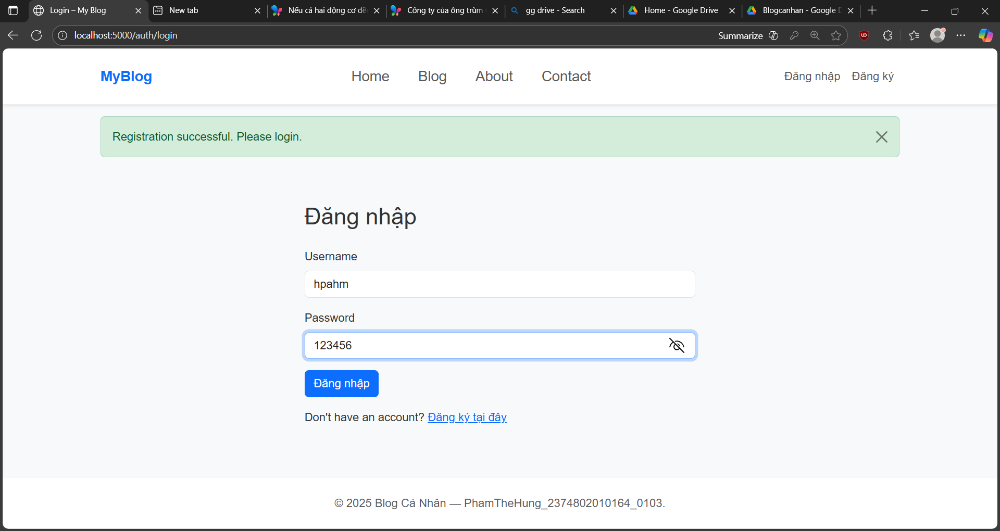 Login – My Blog
New tab
Nếu cả hai động cơ đề
Công ty của ông trùm
gg drive - Search
Home - Google Drive
Blogcanhan - Google
localhost:5000/auth/login
Summarize
MyBlog
Home
Blog
About
Contact
Đăng nhập
Đăng ký
Registration successful. Please login.
Đăng nhập
Username
hpahm
Password
123456
Đăng nhập
Don't have an account? Đăng ký tại đây
© 2025 Blog Cá Nhân — PhamTheHung_2374802010164_0103.